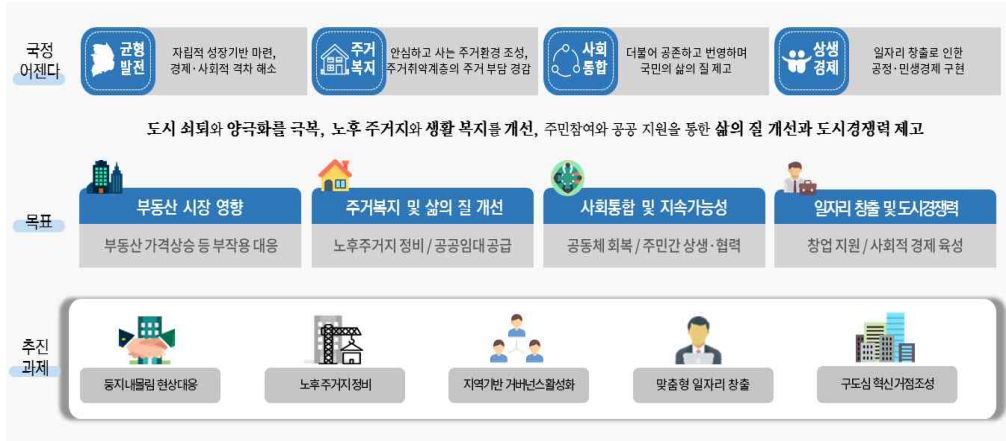 국정
어젠다
균형
발전
자립적 성장기반 마련,
경제·사회적 격차 해소
주거
복지
안심하고 사는 주거환경 조성,
주거취약계층의 주거 부담 경감
사회
통합
더불어 공존하고 번영하며
국민의 삶의 질 제고
상생
경제
일자리 창출로 인한
공정·민생경제 구현
도시 쇠퇴와 양극화를 극복, 노후 주거지와 생활 복지를 개선, 주민참여와 공공 지원을 통한 삶의 질 개선과 도시경쟁력 제고
목표
부동산 시장 영향
부동산 가격상승 등 부작용 대응
주거복지 및 삶의 질 개선
노후주거지 정비 / 공공임대 공급
사회통합 및 지속가능성
공동체 회복 / 주민간 상생·협력
일자리 창출 및 도시경쟁력
창업 지원 / 사회적 경제 육성
추진
과제
둥지내몰림 현상대응
노후주거지 정비
지역기반 거버넌스활성화
맞춤형 일자리 창출
구도심 혁신거점조성